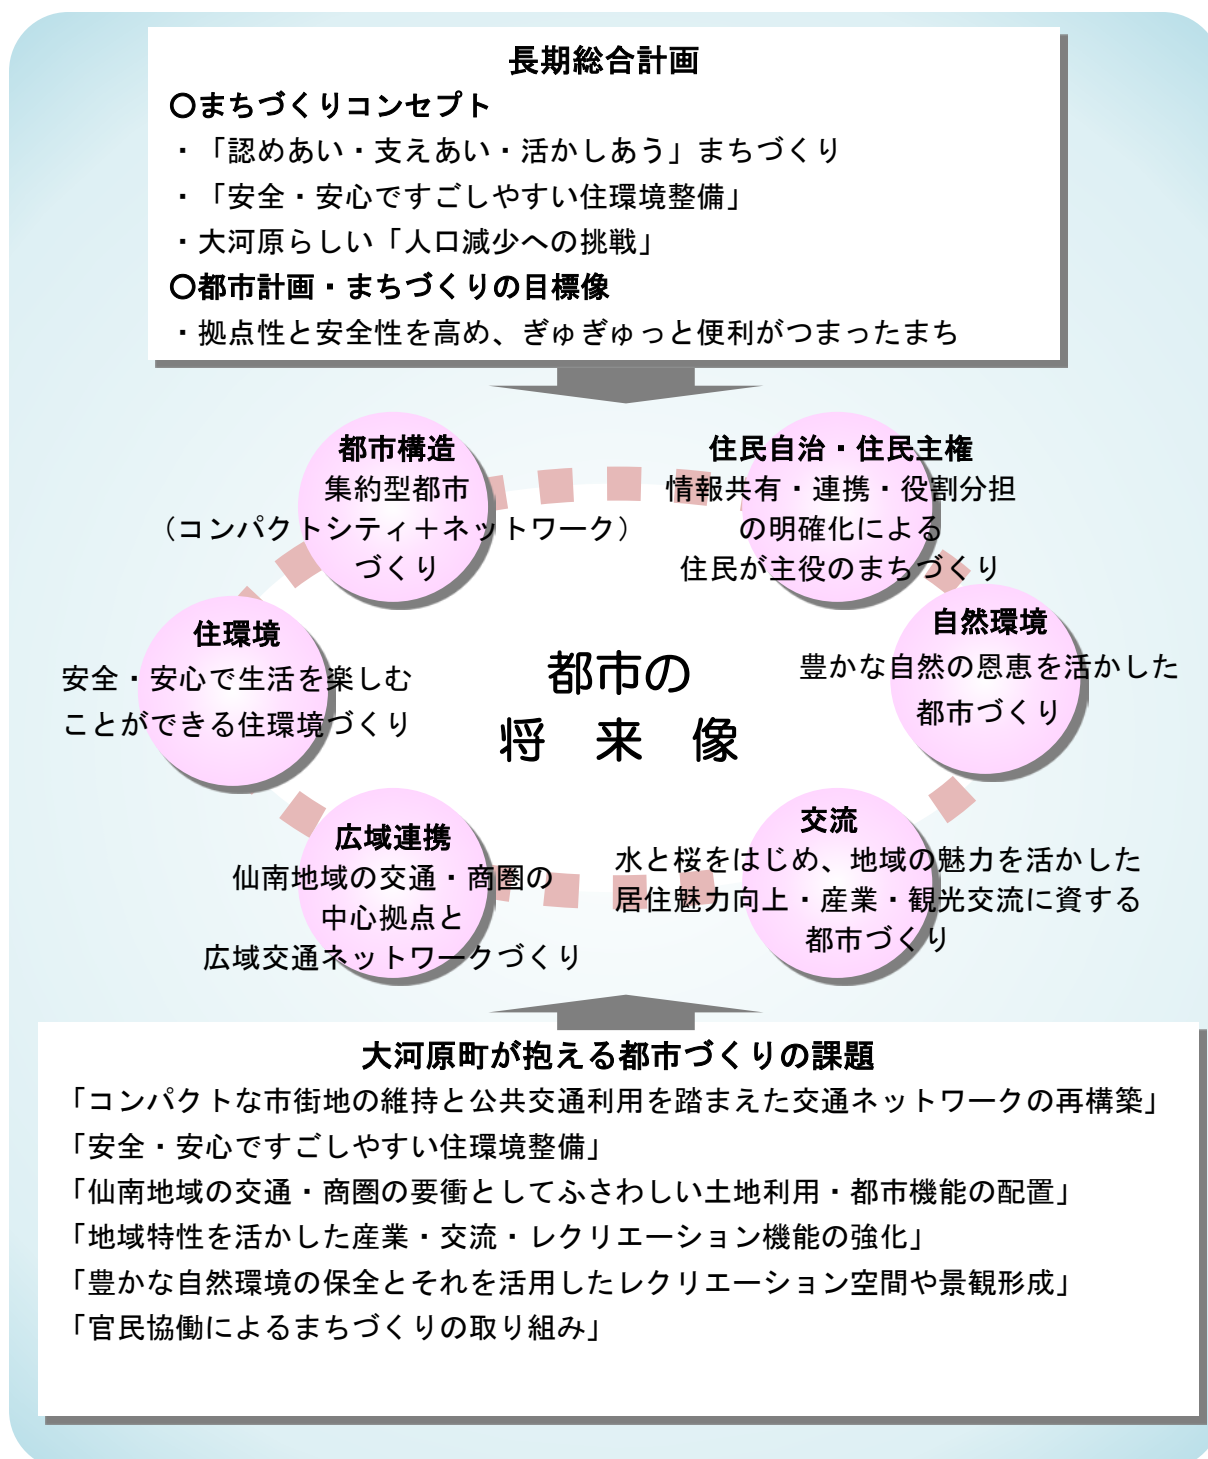 長期総合計画
○まちづくりコンセプト
・「認めあい・支えあい・活かしあう」まちづくり
・「安全・安心ですごしやすい住環境整備」
・大河原らしい「人口減少への挑戦」
○都市計画・まちづくりの目標像
・拠点性と安全性を高め、ぎゅぎゅっと便利がつまったまち
都市構造
集約型都市
（コンパクトシティ＋ネットワーク）
づくり
住民自治・住民主権
情報共有・連携・役割分担
の明確化による
住民が主役のまちづくり
住環境
安全・安心で生活を楽しむ
ことができる住環境づくり
都市の
将　来　像
自然環境
豊かな自然の恩恵を活かした
都市づくり
広域連携
仙南地域の交通・商圏の
中心拠点と
広域交通ネットワークづくり
交流
水と桜をはじめ、地域の魅力を活かした
居住魅力向上・産業・観光交流に資する
都市づくり
大河原町が抱える都市づくりの課題
「コンパクトな市街地の維持と公共交通利用を踏まえた交通ネットワークの再構築」
「安全・安心ですごしやすい住環境整備」
「仙南地域の交通・商圏の要衝としてふさわしい土地利用・都市機能の配置」
「地域特性を活かした産業・交流・レクリエーション機能の強化」
「豊かな自然環境の保全とそれを活用したレクリエーション空間や景観形成」
「官民協働によるまちづくりの取り組み」